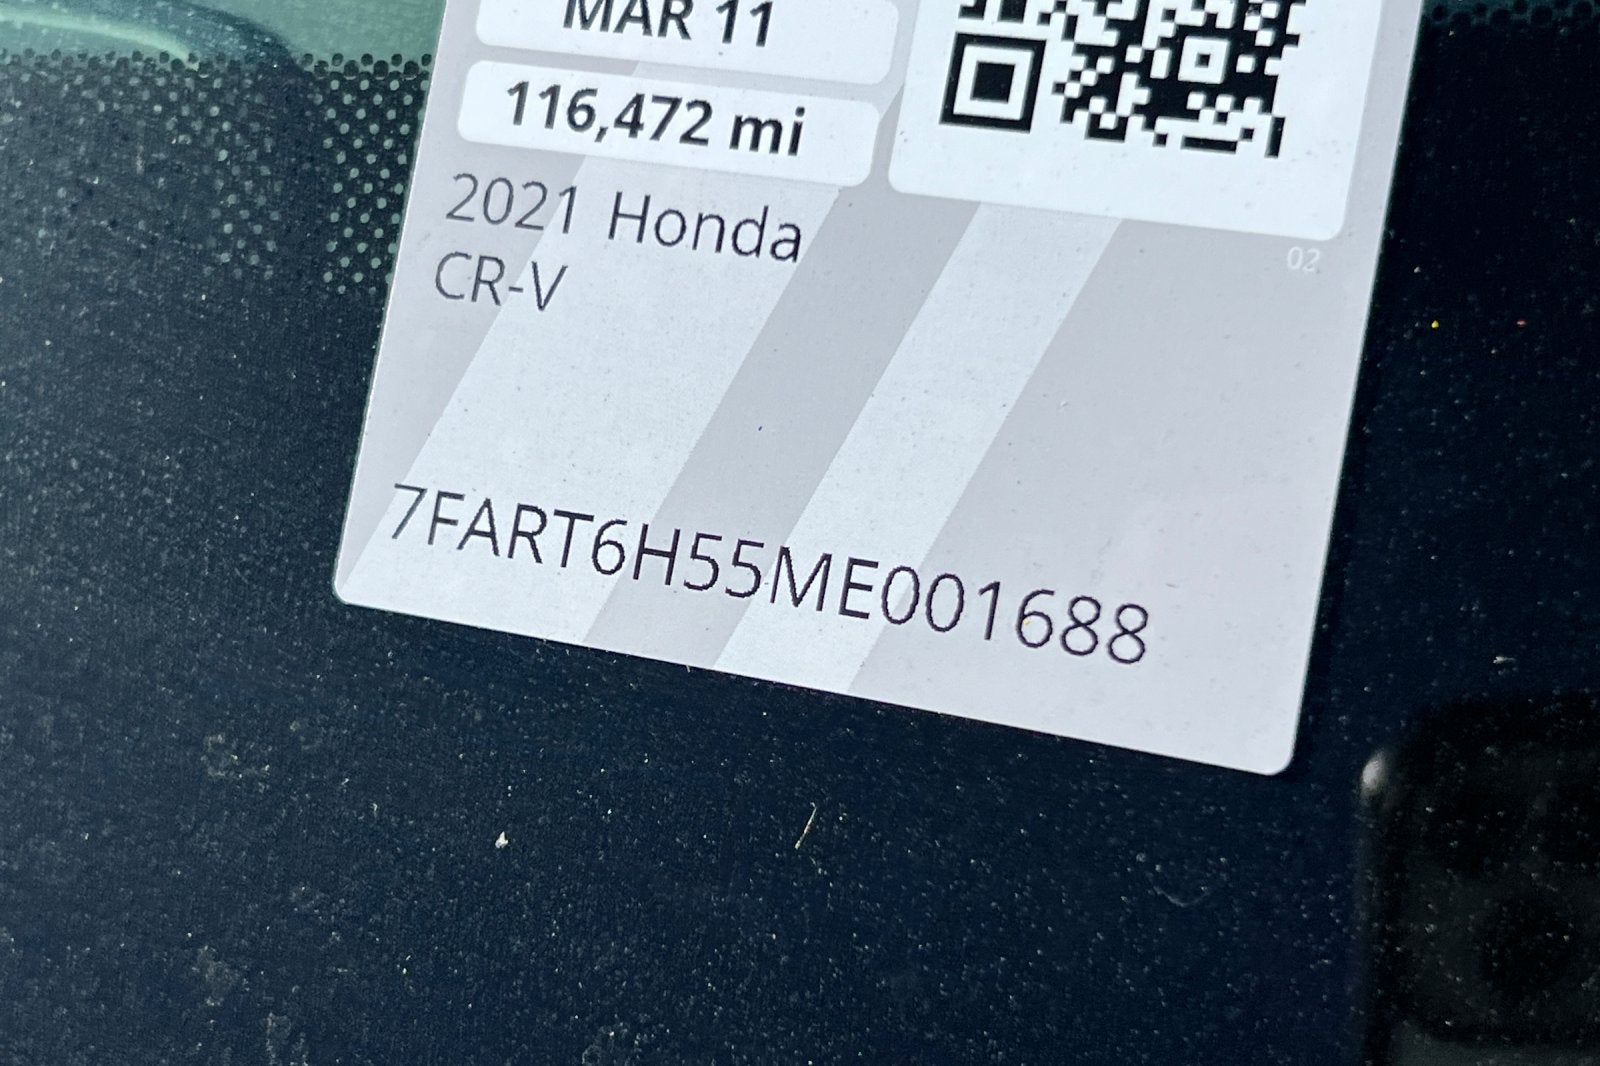 MAR 11
116,472 mi
2021 Honda
CR-V
02
7FART6H55ME001688